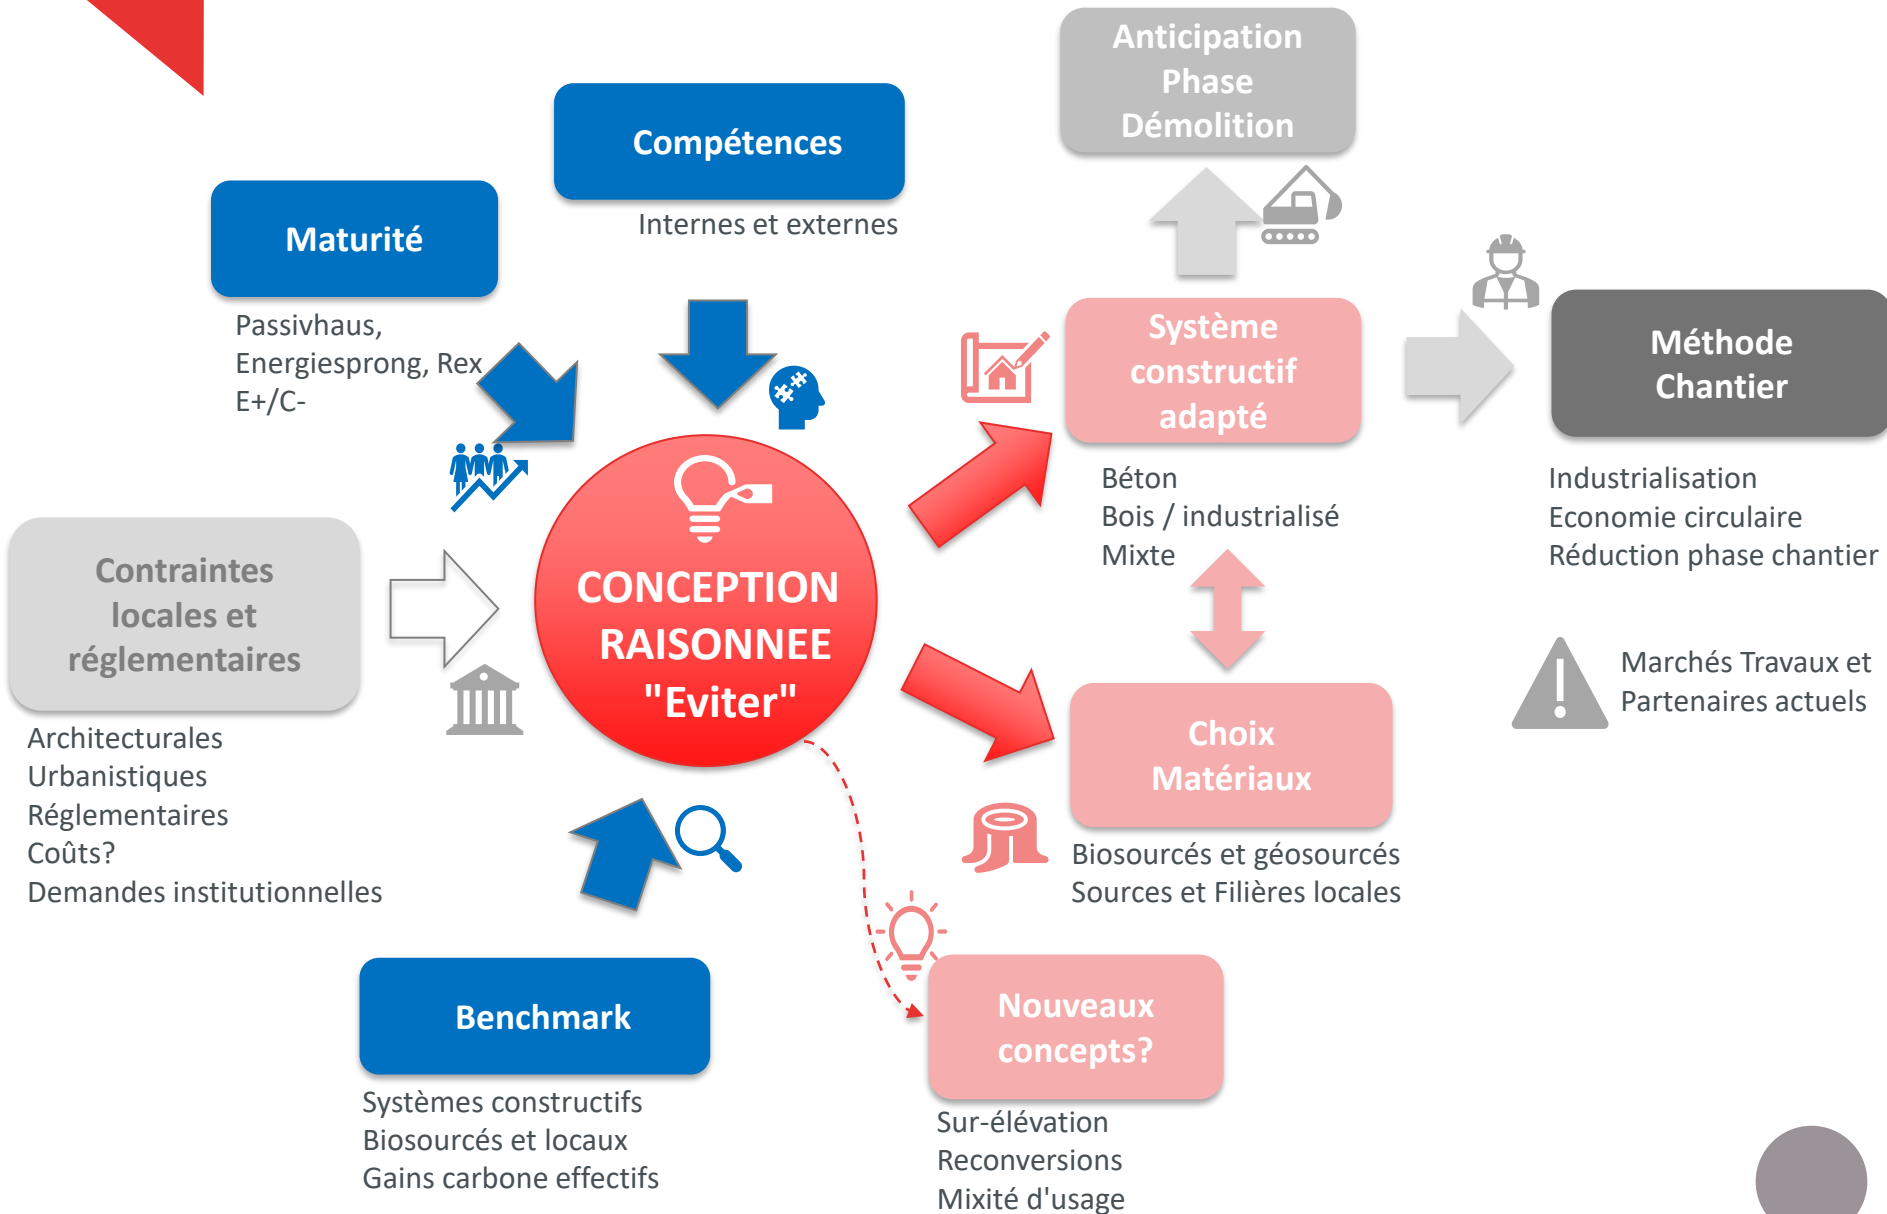 Anticipation
Phase
Démolition
Compétences
Internes et externes
Maturité
Passivhaus,
Energiesprong, Rex
E+/C-
Système
constructif
adapté
Béton
Bois / industrialisé
Mixte
Méthode
Chantier
Industrialisation
Economie circulaire
Réduction phase chantier
Marchés Travaux et
Partenaires actuels
Contraintes
locales et
réglementaires
Architecturales
Urbanistiques
Réglementaires
Coûts?
Demandes institutionnelles
CONCEPTION
RAISONNEE
"Eviter"
Choix
Matériaux
Biosourcés et géosourcés
Sources et Filières locales
Benchmark
Systèmes constructifs
Biosourcés et locaux
Gains carbone effectifs
Nouveaux
concepts?
Sur-élévation
Reconversions
Mixité d'usage